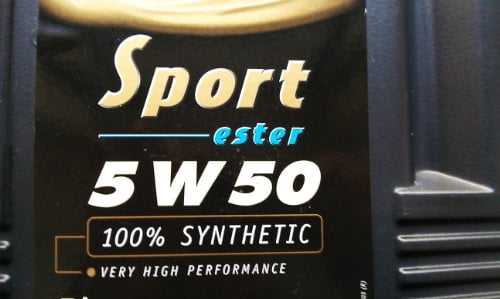 Sport
ester
5W50
100% SYNTHETIC
VERY HIGH PERFORMANCE